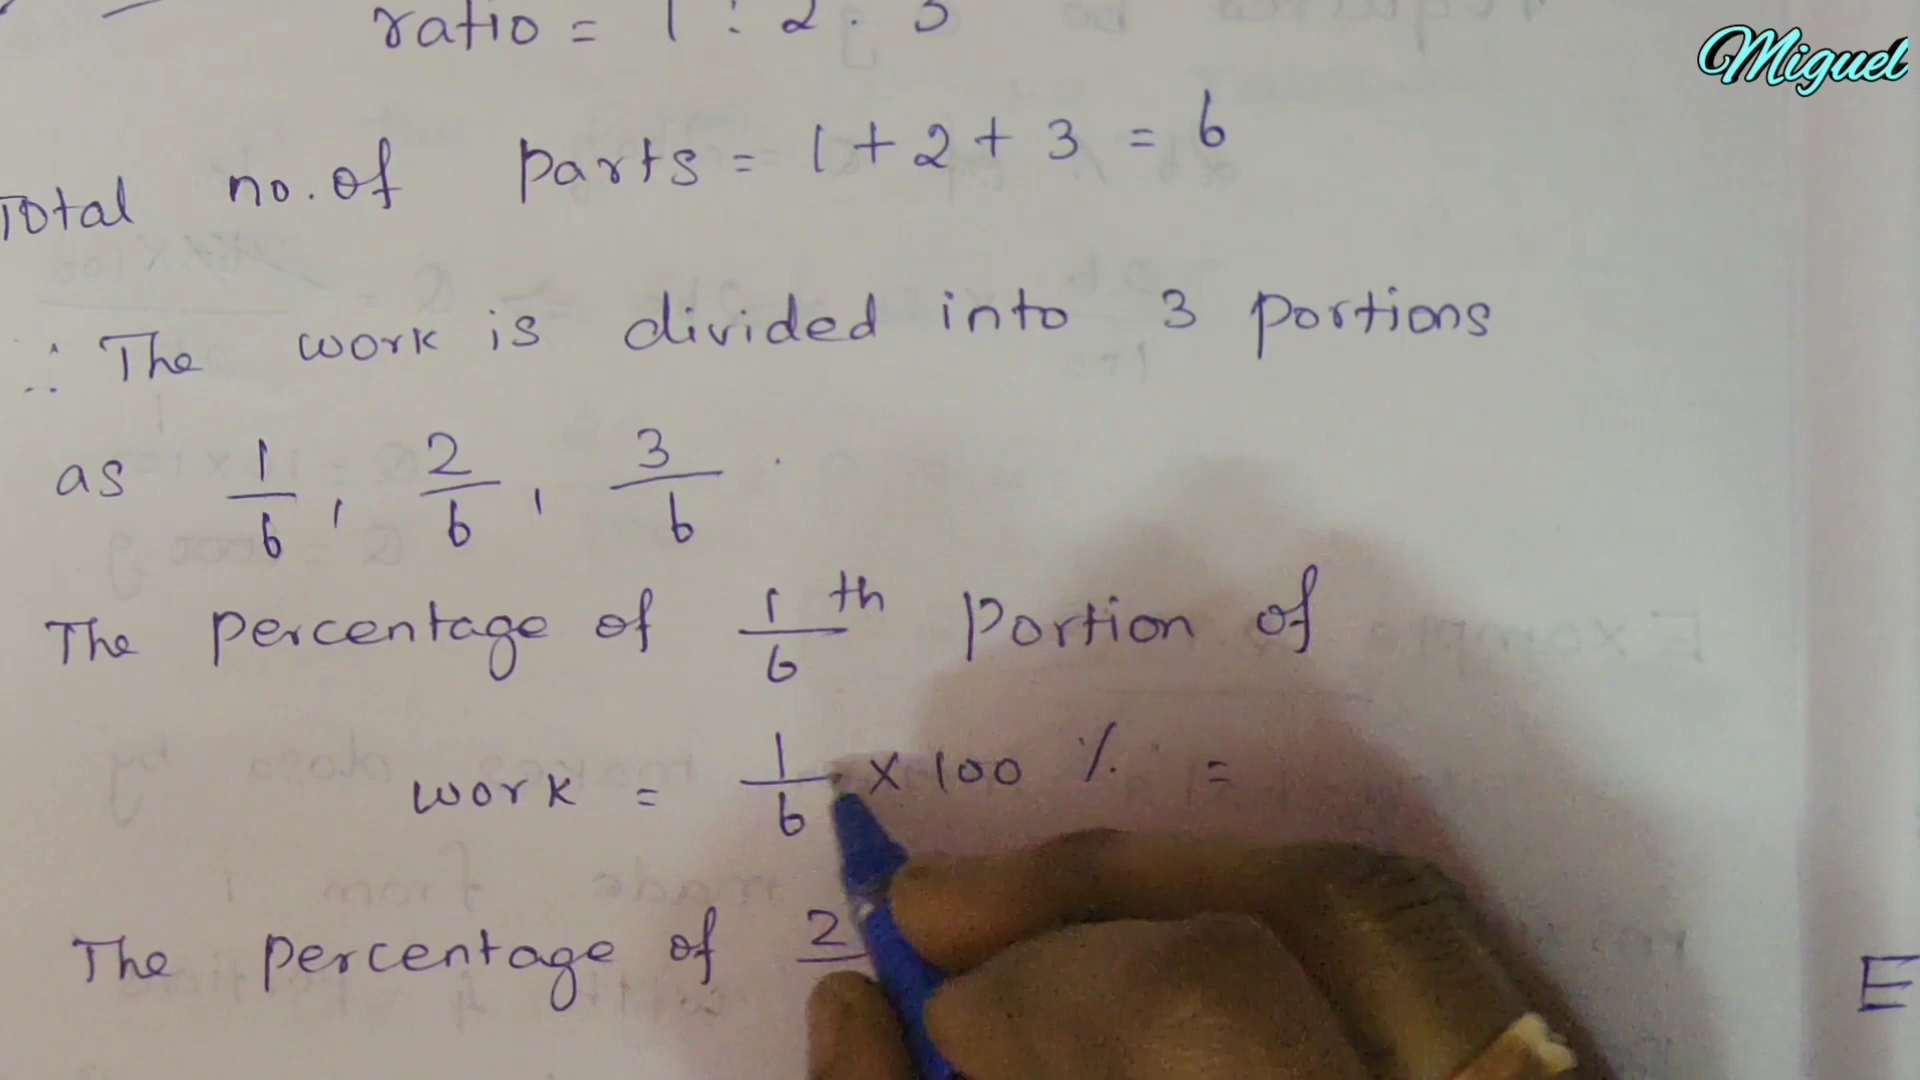 ratio = 1 : 2 : 3
Miguel
Total no. of parts = 1 + 2 + 3 = 6
∴ The work is divided into 3 portions
as 1/6, 2/6, 3/6
The percentage of 1/6 th Portion of
work = 1/6 × 100 % =
The percentage of 2
E